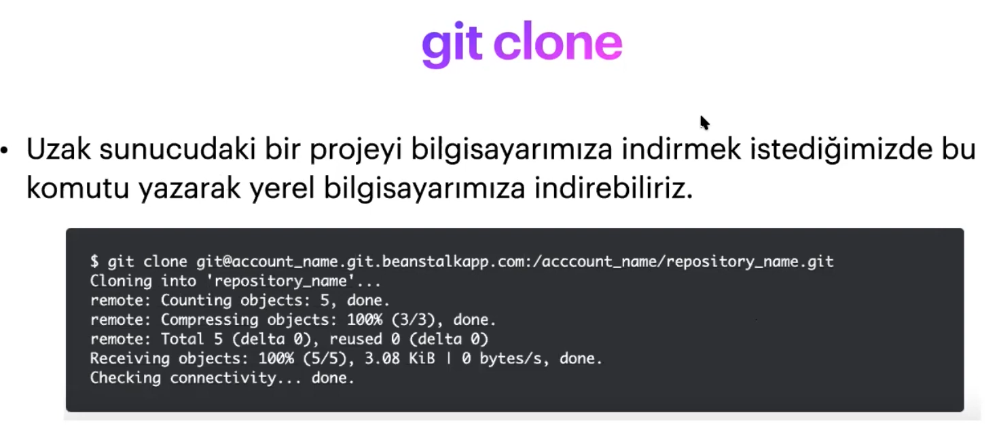 git clone
• Uzak sunucudaki bir projeyi bilgisayarımıza indirmek istediğimizde bu
komutu yazarak yerel bilgisayarımıza indirebiliriz.
$ git clone git@account_name.git.beanstalkapp.com:/acccount_name/repository_name.git
Cloning into 'repository_name'...
remote: Counting objects: 5, done.
remote: Compressing objects: 100% (3/3), done.
remote: Total 5 (delta 0), reused 0 (delta 0)
Receiving objects: 100% (5/5), 3.08 KiB | 0 bytes/s, done.
Checking connectivity... done.